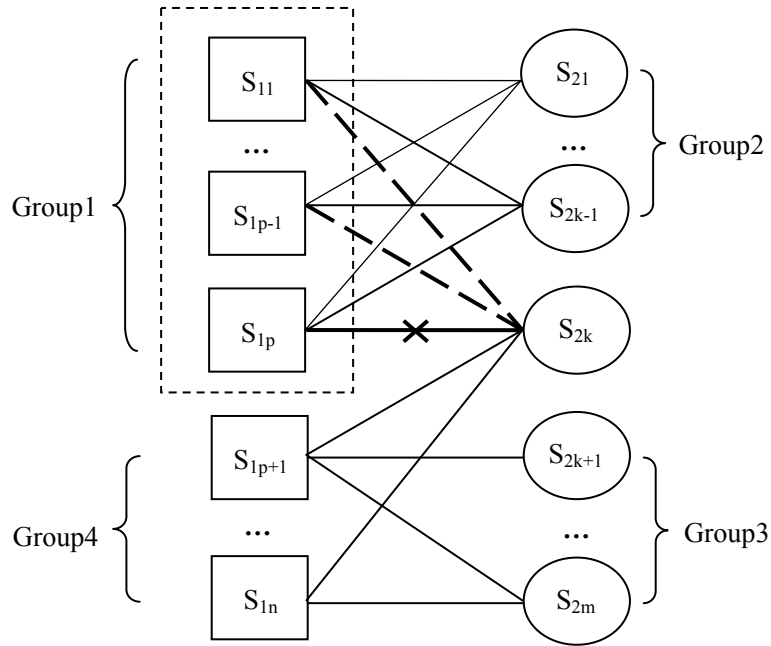 S11 S21
... ...
Group2
Group1 S1p-1 S2k-1
S1p S2k
S1p+1 S2k+1
Group4 ... ... Group3
S1n S2m